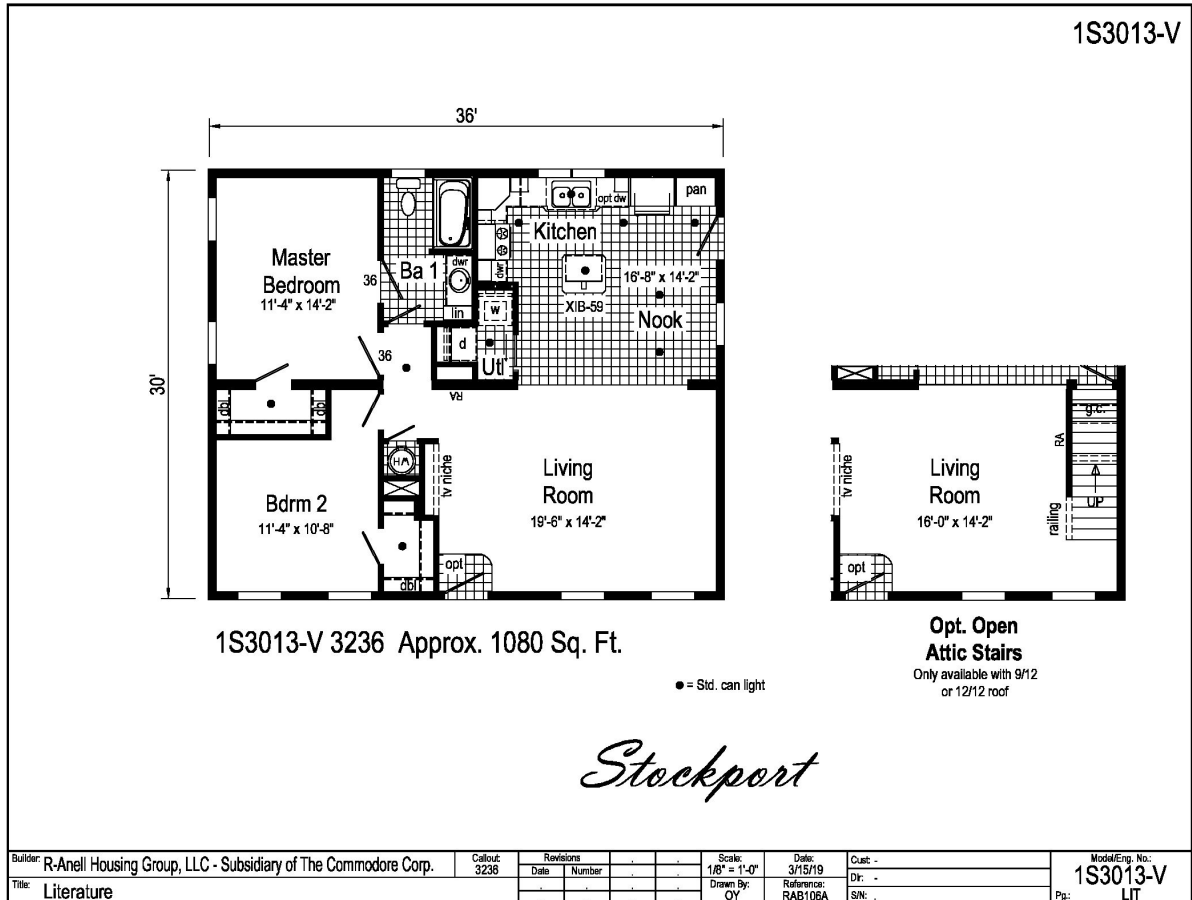 1S3013-V
36'
30'
Master
Bedroom
11'-4" x 14'-2"
36
Ba 1
dwr
lin
36
Kitchen
opt dw
pan
dwr
16'-8" x 14'-2"
XIB-59
Nook
w
d
Utl
RA
dbl
dbl
Bdrm 2
11'-4" x 10'-8"
dbl
tv niche
Living
Room
19'-6" x 14'-2"
opt
1S3013-V 3236 Approx. 1080 Sq. Ft.
● = Std. can light
tv niche
Living
Room
16'-0" x 14'-2"
opt
g.c.
RA
UP
railing
Opt. Open
Attic Stairs
Only available with 9/12
or 12/12 roof
Stockport
Builder: R-Anell Housing Group, LLC - Subsidiary of The Commodore Corp.
Title: Literature
Callout:
3236
Revisions
Date Number
Scale:
1/8" = 1'-0"
Drawn By:
OY
Date:
3/15/19
Reference:
RAB106A
Cust: -
Dir: -
S/N: .
Model/Eng. No.:
1S3013-V
Pg.: LIT